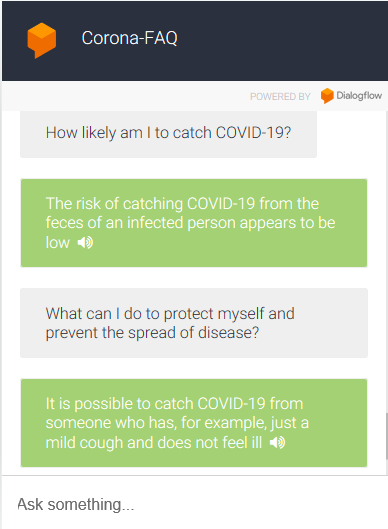 Corona-FAQ
POWERED BY Dialogflow
How likely am I to catch COVID-19?
The risk of catching COVID-19 from the
feces of an infected person appears to be
low
What can I do to protect myself and
prevent the spread of disease?
It is possible to catch COVID-19 from
someone who has, for example, just a
mild cough and does not feel ill
Ask something...